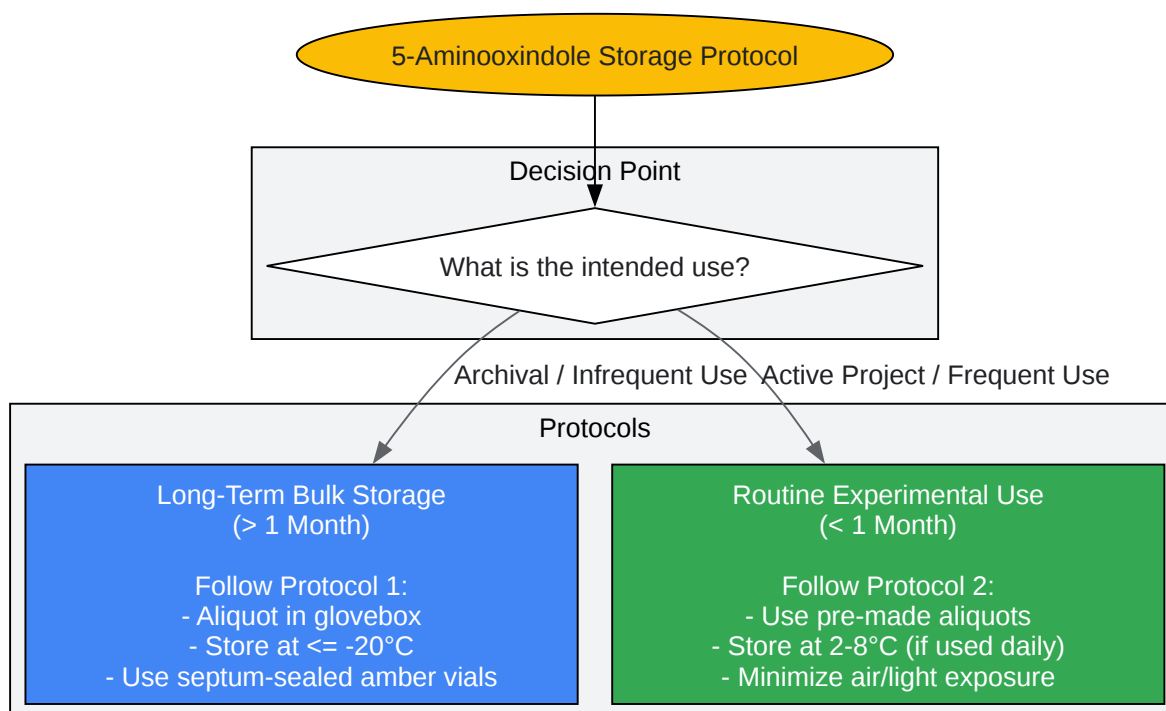 5-Aminooxindole Storage Protocol
Decision Point
What is the intended use?
Archival / Infrequent Use
Active Project / Frequent Use
Protocols
Long-Term Bulk Storage
(> 1 Month)
Follow Protocol 1:
- Aliquot in glovebox
- Store at <= -20°C
- Use septum-sealed amber vials
Routine Experimental Use
(< 1 Month)
Follow Protocol 2:
- Use pre-made aliquots
- Store at 2-8°C (if used daily)
- Minimize air/light exposure